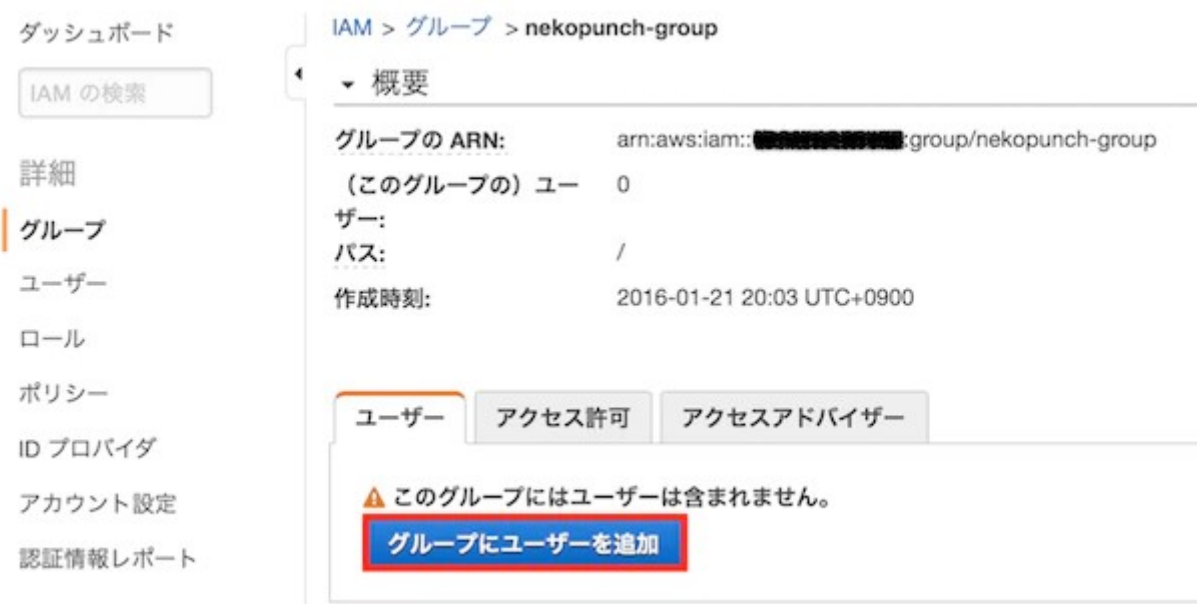 ダッシュボード
IAM の検索
詳細
グループ
ユーザー
ロール
ポリシー
ID プロバイダ
アカウント設定
認証情報レポート
IAM > グループ > nekopunch-group
概要
グループの ARN: arn:aws:iam:: :group/nekopunch-group
（このグループの）ユー 0
ザー:
パス: /
作成時刻: 2016-01-21 20:03 UTC+0900
ユーザー アクセス許可 アクセスアドバイザー
このグループにはユーザーは含まれません。
グループにユーザーを追加